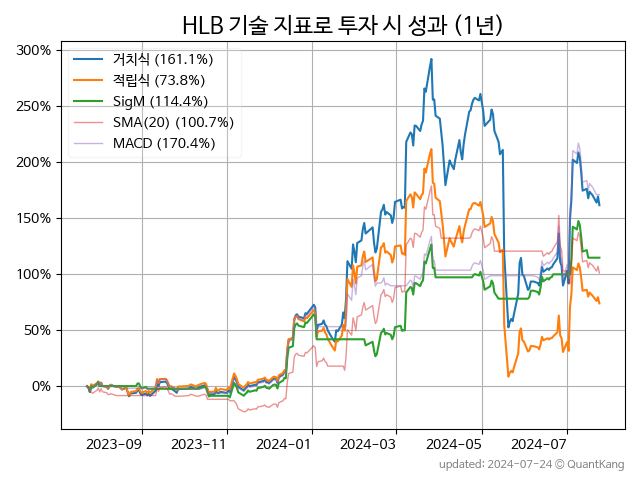 HLB 기술 지표로 투자 시 성과 (1년)
300%
250%
200%
150%
100%
50%
0%
거치식 (161.1%)
적립식 (73.8%)
SigM (114.4%)
SMA(20) (100.7%)
MACD (170.4%)
2023-09 2023-11 2024-01 2024-03 2024-05 2024-07
updated: 2024-07-24 @ QuantKang